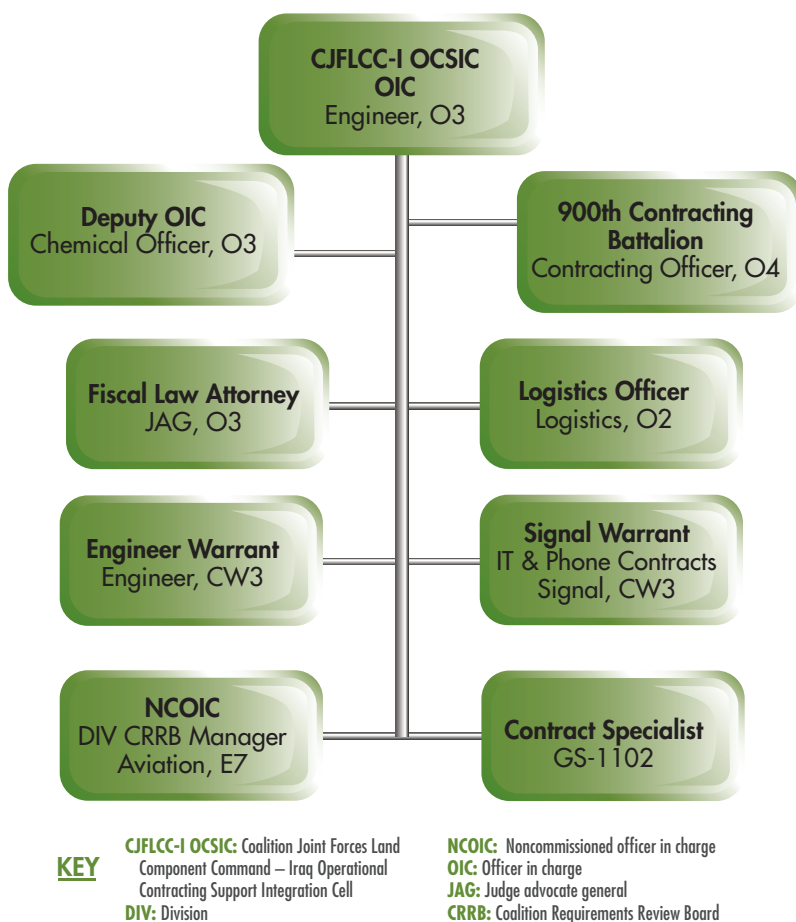 CJFLCC-I OCSIC
OIC
Engineer, O3
Deputy OIC
Chemical Officer, O3
900th Contracting
Battalion
Contracting Officer, O4
Fiscal Law Attorney
JAG, O3
Logistics Officer
Logistics, O2
Engineer Warrant
Engineer, CW3
Signal Warrant
IT & Phone Contracts
Signal, CW3
NCOIC
DIV CRRB Manager
Aviation, E7
Contract Specialist
GS-1102
KEY
CJFLCC-I OCSIC: Coalition Joint Forces Land
Component Command – Iraq Operational
Contracting Support Integration Cell
DIV: Division
NCOIC: Noncommissioned officer in charge
OIC: Officer in charge
JAG: Judge advocate general
CRRB: Coalition Requirements Review Board